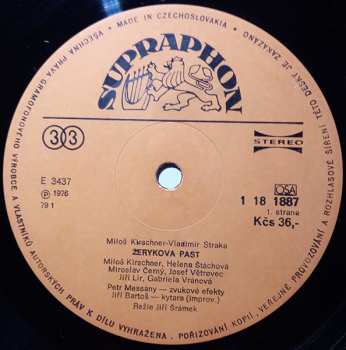 VŠECHNA PRÁVA GRAMOFONOVÉHO VÝROBCE A VLASTNÍKŮ AUTORSKÝCH PRÁV K DÍLU VYHRAŽENA. POŘIZOVÁNÍ KOPIÍ, VEŘEJNÉ PROVOZOVÁNÍ A ROZHLASOVÉ ŠÍŘENÍ TÉTO DESKY JE ZAKÁZÁNO • MADE IN CZECHOSLOVAKIA •
SUPRAPHON
33
STEREO
E 3437
℗ 1976
79 1
OSA
1 18 1887
1. strana
Kčs 36,-
Miloš Kirschner-Vladimír Straka
ŽERYKOVA PAST
Miloš Kirschner, Helena Štáchová
Miroslav Černý, Josef Větrovec
Jiří Lír, Gabriela Vránová
Petr Messany — zvukové efekty
Jiří Bartoš — kytara (improv.)
Režie Jiří Šrámek